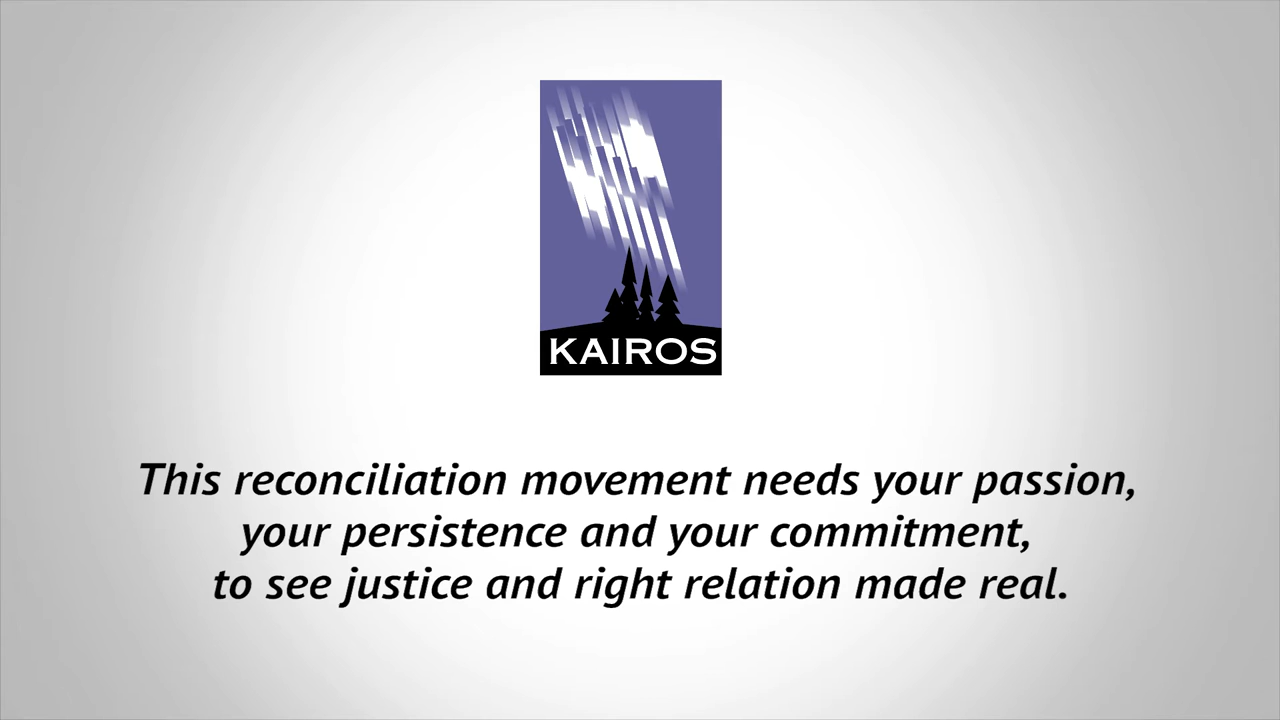 KAIROS
This reconciliation movement needs your passion,
your persistence and your commitment,
to see justice and right relation made real.